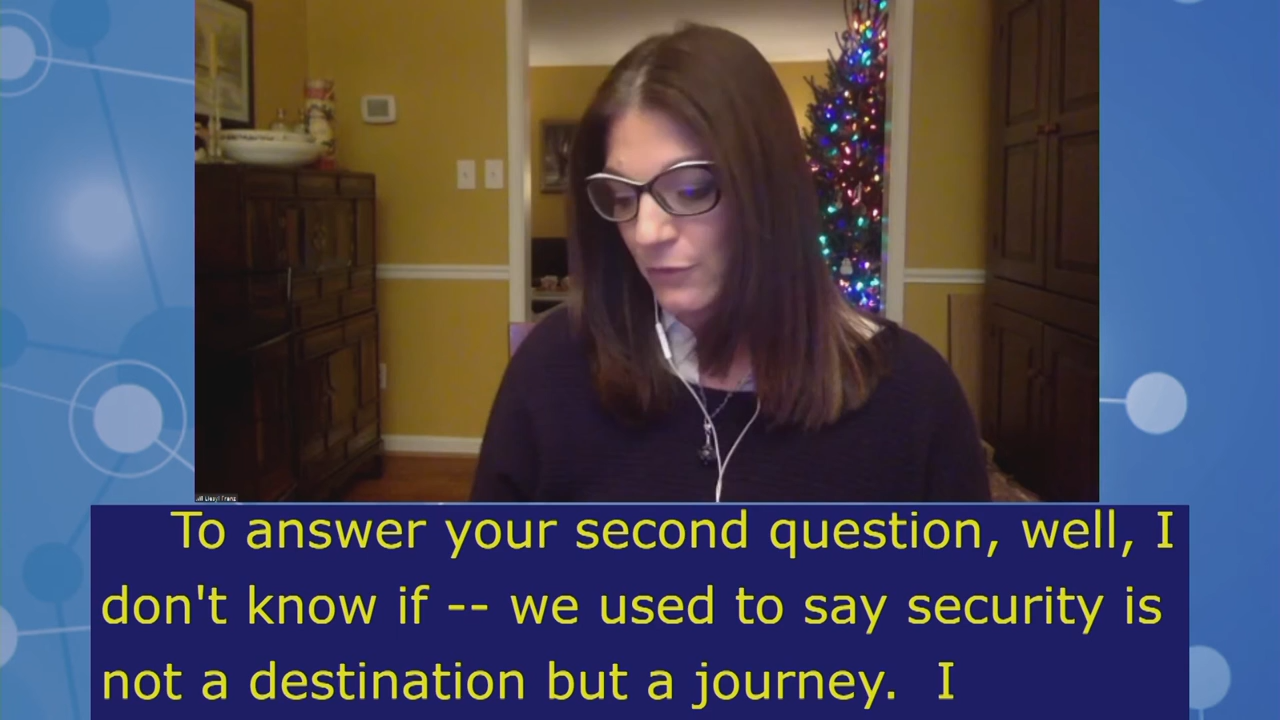 To answer your second question, well, I
don't know if -- we used to say security is
not a destination but a journey.  I